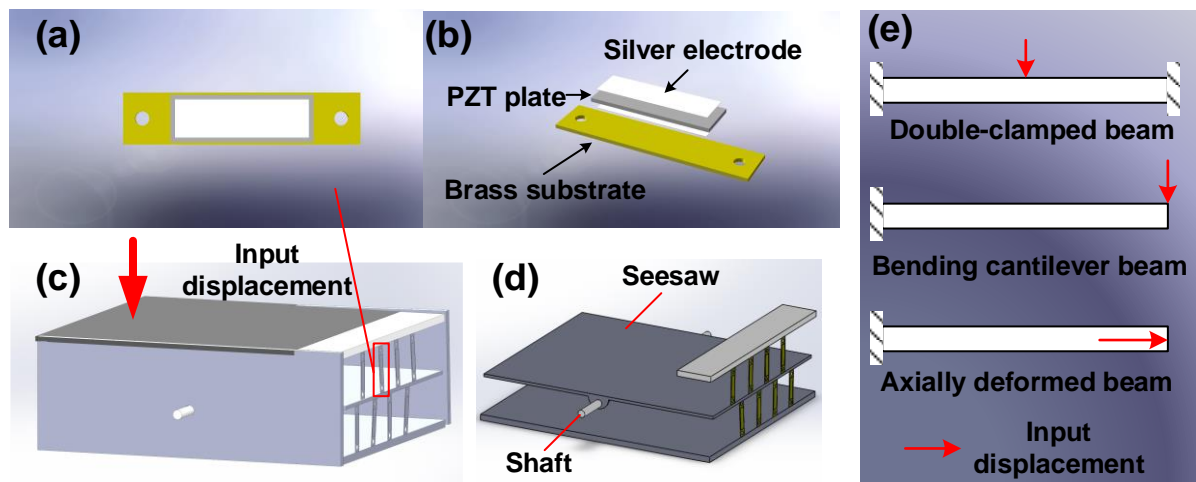 (a)
(b)
Silver electrode
PZT plate
Brass substrate
(c)
Input
displacement
(d)
Seesaw
Shaft
(e)
Double-clamped beam
Bending cantilever beam
Axially deformed beam
Input
displacement